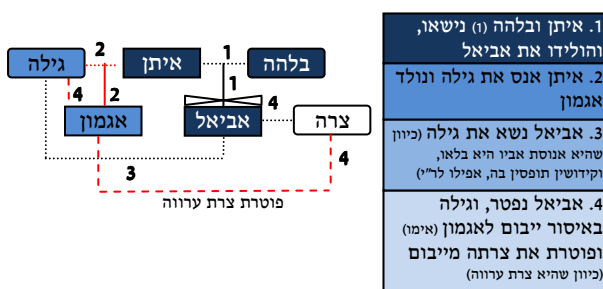 1. איתן ובלהה (1) נישאו,
והולידו את אביאל
2. איתן אנס את גילה ונולד
אגמון
3. אביאל נשא את גילה (כיוון
שהיא אנוסת אביו היא בלאו,
וקידושין תופסין בה, אפילו לר"י)
4. אביאל נפטר, וגילה
באיסור ייבום לאגמון (אימו)
ופוטרת את צרתה מייבום
(כיוון שהיא צרת ערווה)
1
2
בלהה
איתן
גילה
1
4
2
4
צרה
אביאל
אגמון
4
3
פוטרת צרת ערווה